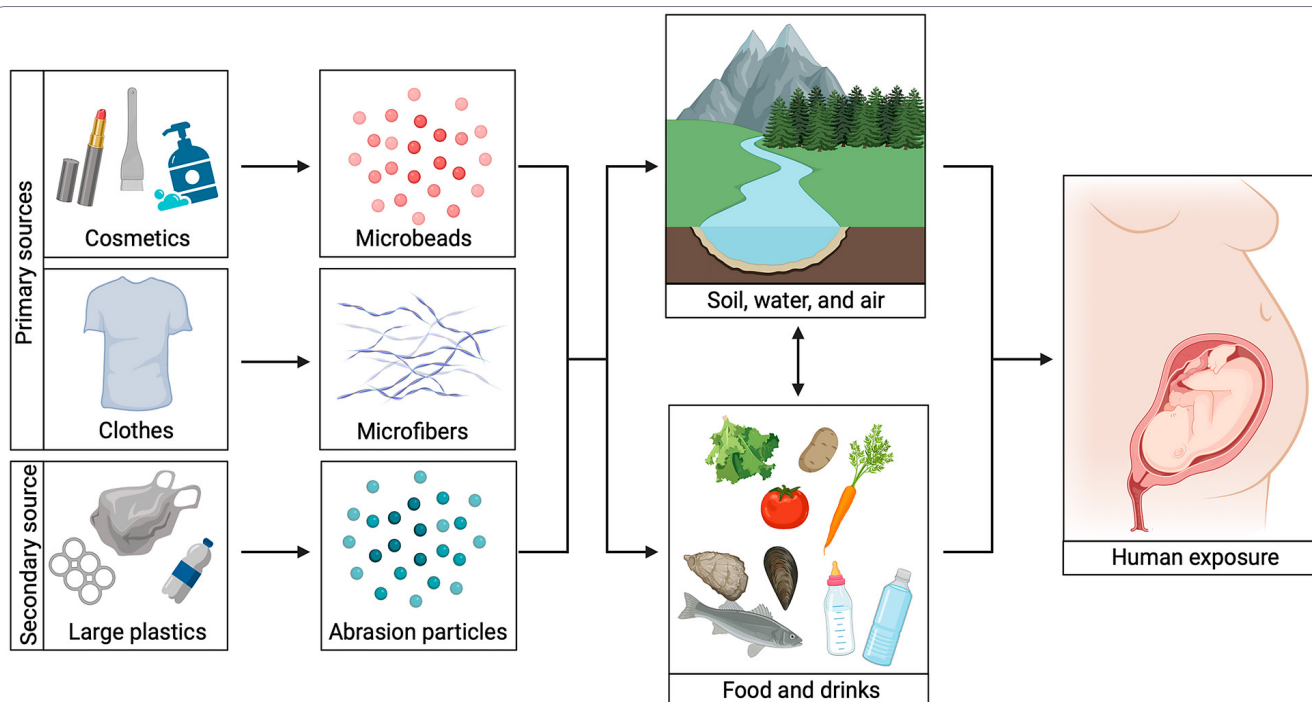 Primary sources
Cosmetics
Microbeads
Clothes
Microfibers
Secondary source
Large plastics
Abrasion particles
Soil, water, and air
Food and drinks
Human exposure